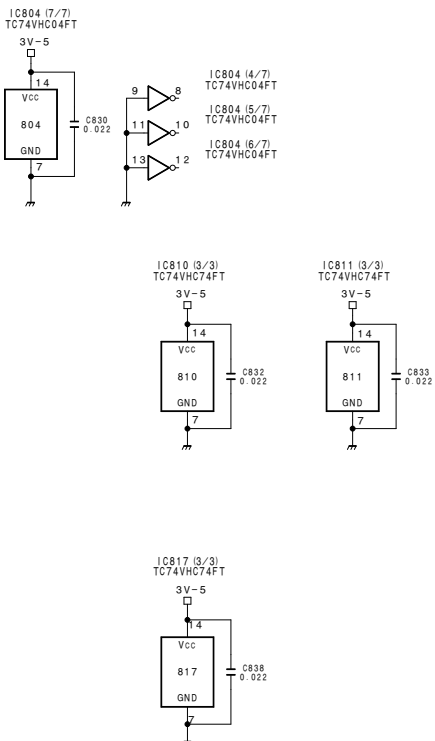 IC804 (7/7)
TC74VHC04FT
3V-5
14
VCC
804
GND
7
C830
0.022
9
8
IC804 (4/7)
TC74VHC04FT
11
10
IC804 (5/7)
TC74VHC04FT
13
12
IC804 (6/7)
TC74VHC04FT
IC810 (3/3)
TC74VHC74FT
3V-5
14
VCC
810
GND
7
C832
0.022
IC811 (3/3)
TC74VHC74FT
3V-5
14
VCC
811
GND
7
C833
0.022
IC817 (3/3)
TC74VHC74FT
3V-5
14
VCC
817
GND
7
C838
0.022